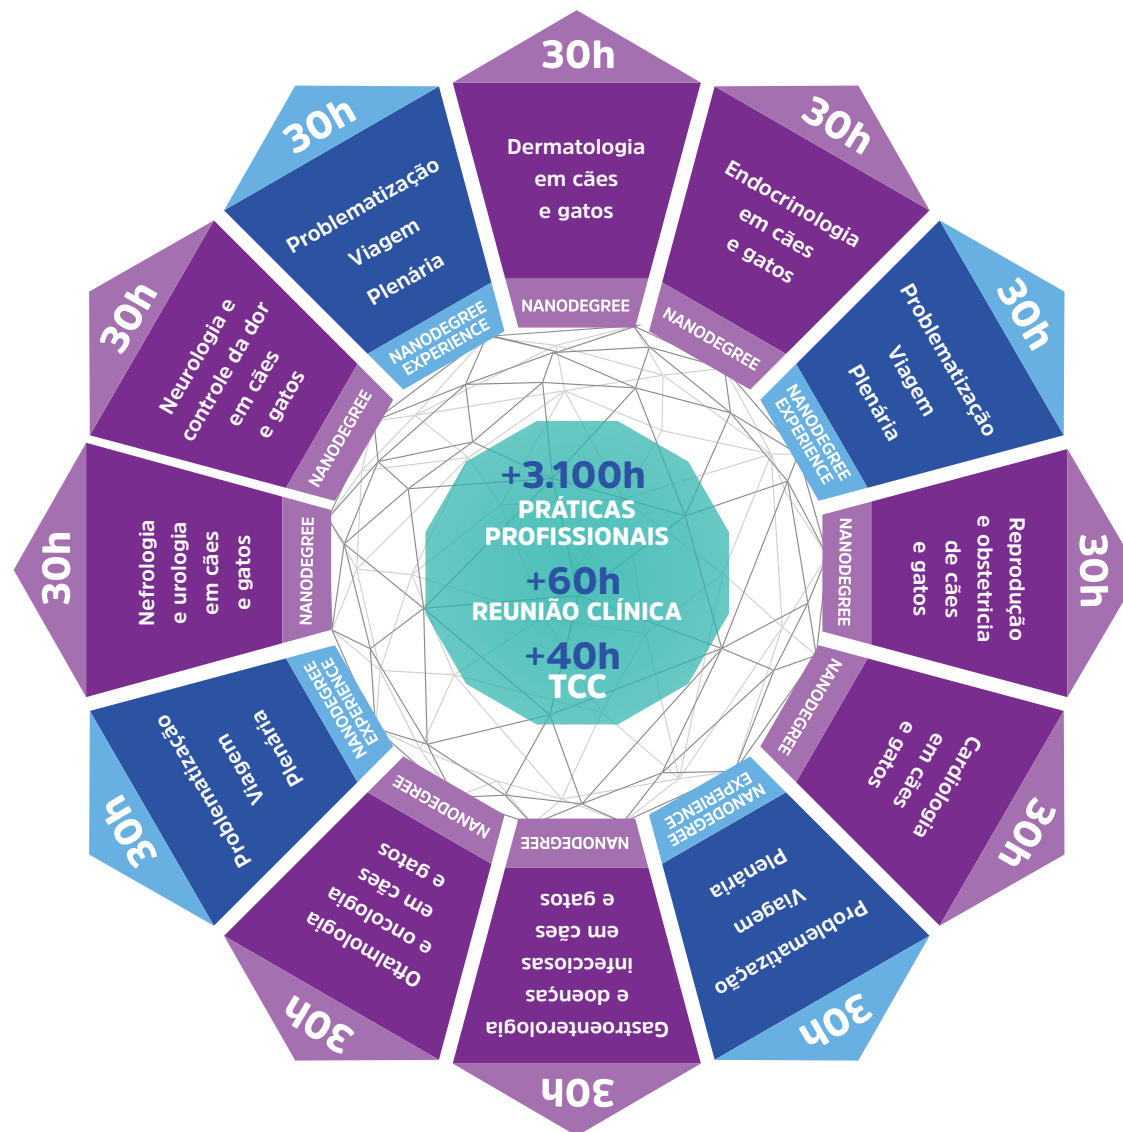 30h
Dermatologia
em cães
e gatos
NANODEGREE
30h
Endocrinologia
em cães
e gatos
NANODEGREE
30h
Problematização
Viagem
Plenária
NANODEGREE
EXPERIENCE
30h
Reprodução
e obstetricia
de cães
e gatos
NANODEGREE
30h
Cardiologia
em cães
e gatos
NANODEGREE
30h
Problematização
Viagem
Plenária
NANODEGREE
EXPERIENCE
30h
Gastroenterologia
e doenças
infecciosas
em cães
e gatos
NANODEGREE
30h
Oftalmologia
e oncologia
em cães
e gatos
NANODEGREE
30h
Problematização
Viagem
Plenária
NANODEGREE
EXPERIENCE
30h
Nefrologia
e urologia
em cães
e gatos
NANODEGREE
30h
Neurologia e
controle da dor
em cães
e gatos
NANODEGREE
30h
Problematização
Viagem
Plenária
NANODEGREE
EXPERIENCE
+3.100h
PRÁTICAS
PROFISSIONAIS
+60h
REUNIÃO CLÍNICA
+40h
TCC